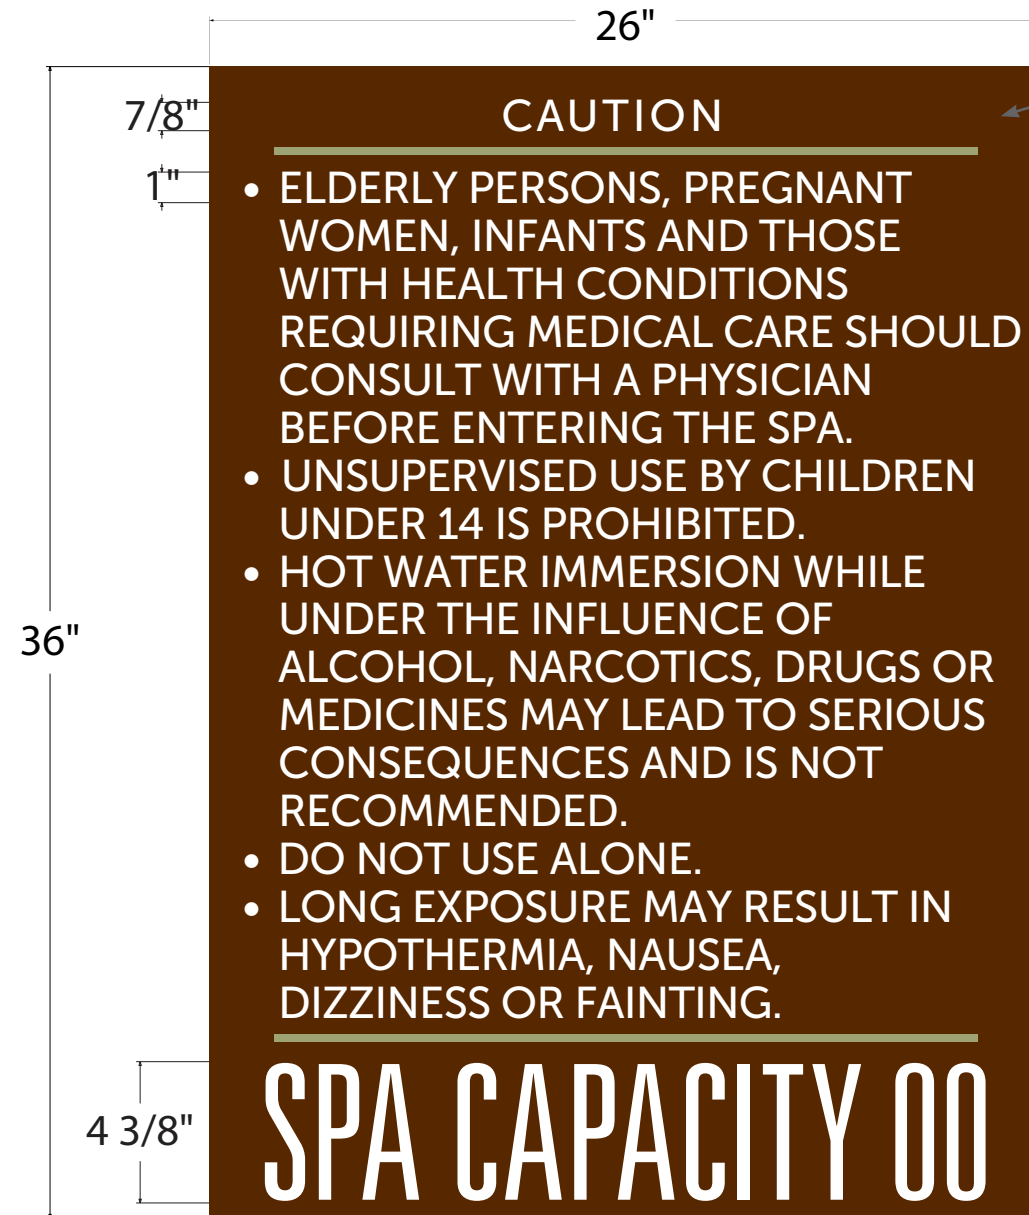 26"
7/8"
CAUTION
1"
• ELDERLY PERSONS, PREGNANT
WOMEN, INFANTS AND THOSE
WITH HEALTH CONDITIONS
REQUIRING MEDICAL CARE SHOULD
CONSULT WITH A PHYSICIAN
BEFORE ENTERING THE SPA.
• UNSUPERVISED USE BY CHILDREN
UNDER 14 IS PROHIBITED.
• HOT WATER IMMERSION WHILE
UNDER THE INFLUENCE OF
36"
ALCOHOL, NARCOTICS, DRUGS OR
MEDICINES MAY LEAD TO SERIOUS
CONSEQUENCES AND IS NOT
RECOMMENDED.
• DO NOT USE ALONE.
• LONG EXPOSURE MAY RESULT IN
HYPOTHERMIA, NAUSEA,
DIZZINESS OR FAINTING.
4 3/8"
SPA CAPACITY 00